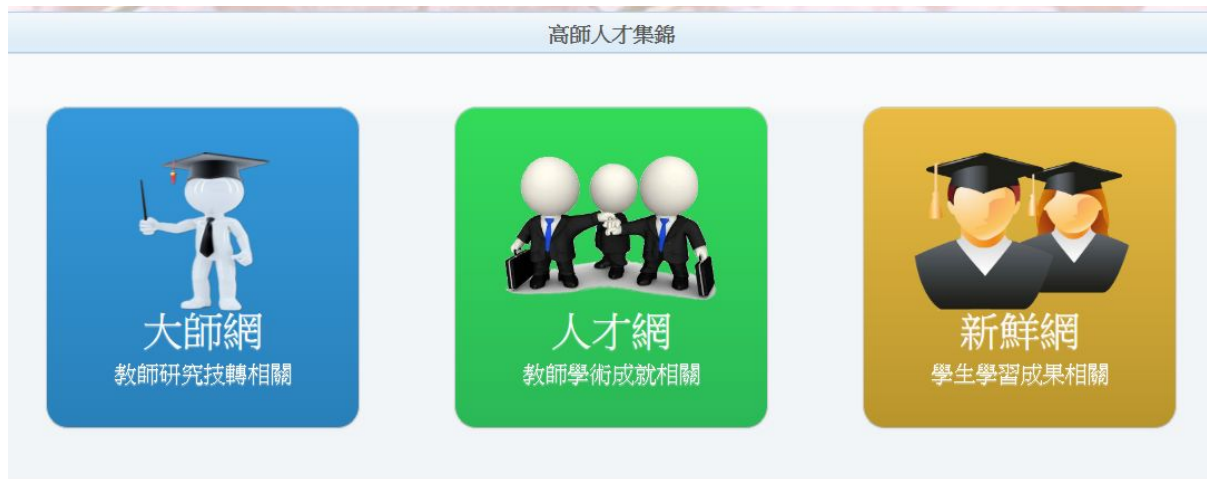 高師人才集錦
大師網
教師研究技轉相關
人才網
教師學術成就相關
新鮮網
學生學習成果相關